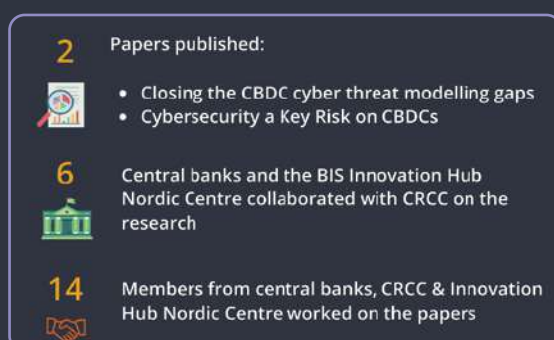 2
Papers published:
• Closing the CBDC cyber threat modelling gaps
• Cybersecurity a Key Risk on CBDCs
6
Central banks and the BIS Innovation Hub
Nordic Centre collaborated with CRCC on the
research
14
Members from central banks, CRCC & Innovation
Hub Nordic Centre worked on the papers